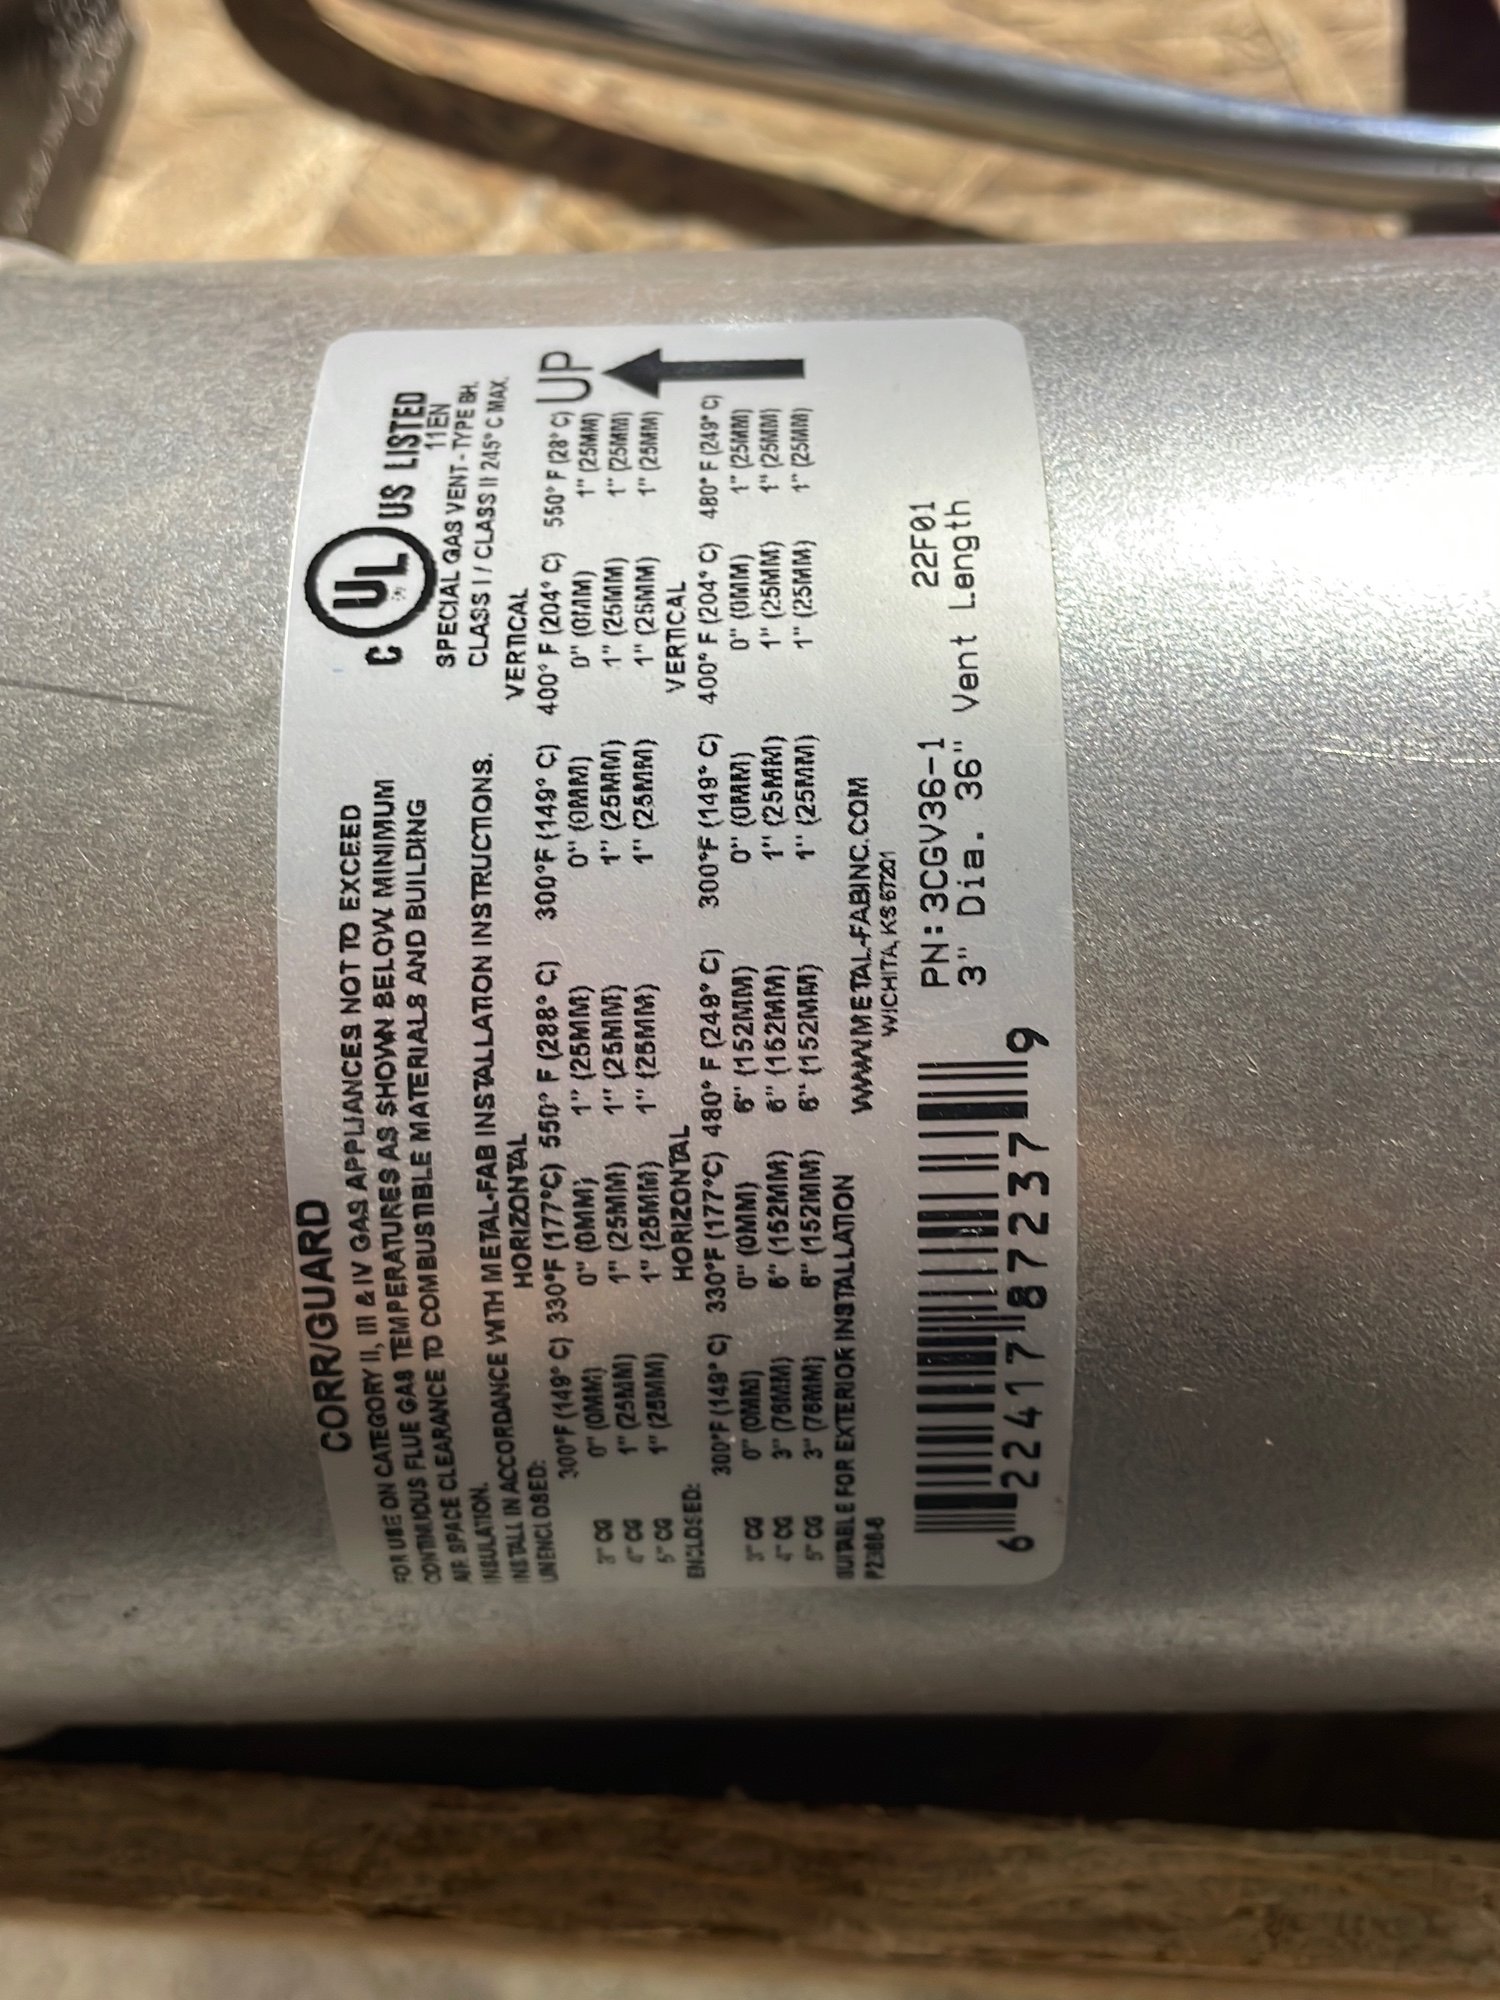 CORR/GUARD
FOR USE ON CATEGORY II, III & IV GAS APPLIANCES NOT TO EXCEED
CONTINUOUS FLUE GAS TEMPERATURES AS SHOWN BELOW. MINIMUM
AIR SPACE CLEARANCE TO COMBUSTIBLE MATERIALS AND BUILDING
INSULATION.
INSTALL IN ACCORDANCE WITH METAL-FAB INSTALLATION INSTRUCTIONS.
C UL US LISTED
11EN
SPECIAL GAS VENT - TYPE BH.
CLASS I / CLASS II 245° C MAX.
UNENCLOSED: HORIZONTAL VERTICAL
300°F (149° C) 330°F (177°C) 550° F (288° C) 300°F (149° C) 400° F (204° C) 550° F (28° C)
3" CG 0" (0MM) 0" (0MM) 1" (25MM) 0" (0MM) 0" (0MM) 1" (25MM)
4" CG 1" (25MM) 1" (25MM) 1" (25MM) 1" (25MM) 1" (25MM) 1" (25MM)
5" CG 1" (25MM) 1" (25MM) 1" (25MM) 1" (25MM) 1" (25MM) 1" (25MM)
UP
ENCLOSED: HORIZONTAL VERTICAL
300°F (149° C) 330°F (177°C) 480° F (249° C) 300°F (149° C) 400° F (204° C) 480° F (249° C)
3" CG 0" (0MM) 0" (0MM) 6" (152MM) 0" (0MM) 0" (0MM) 1" (25MM)
4" CG 3" (76MM) 6" (152MM) 6" (152MM) 1" (25MM) 1" (25MM) 1" (25MM)
5" CG 3" (76MM) 6" (152MM) 6" (152MM) 1" (25MM) 1" (25MM) 1" (25MM)
SUITABLE FOR EXTERIOR INSTALLATION WWW.METAL-FABINC.COM
WICHITA, KS 67201
PN:3CGV36-1 22F01
3" Dia. 36" Vent Length
6 22417 87237 9